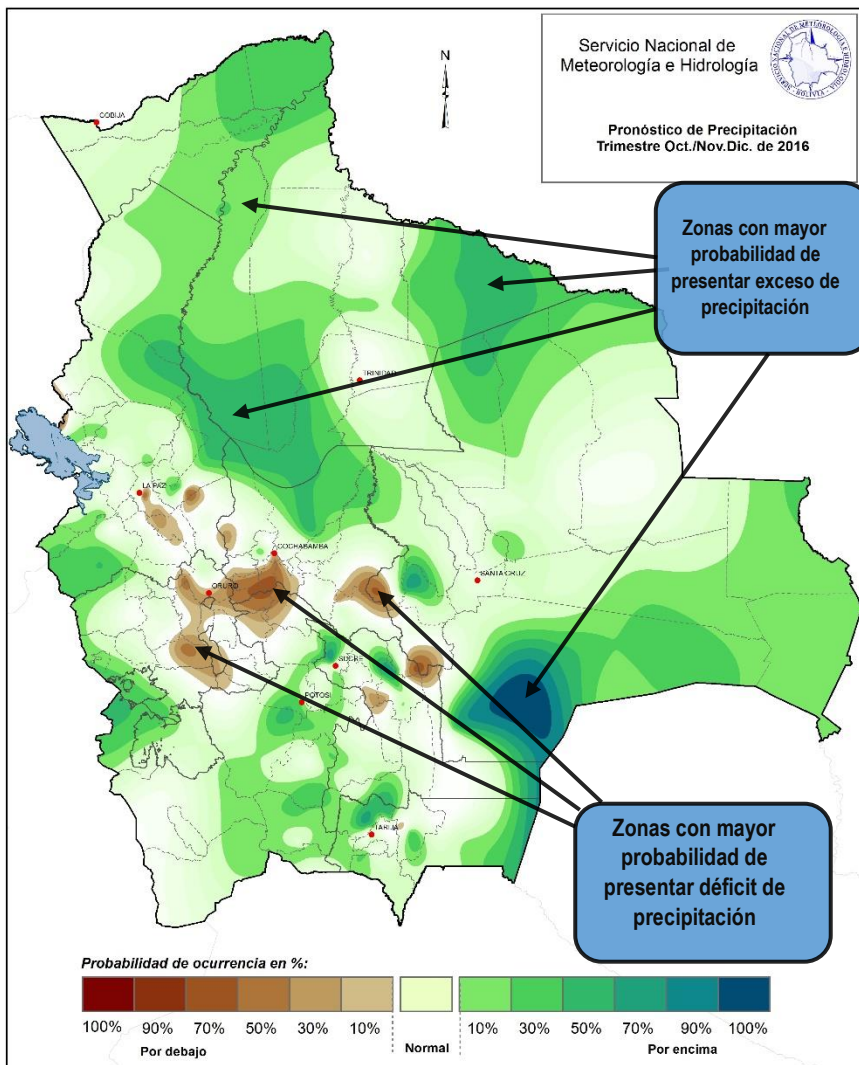 Servicio Nacional de
Meteorología e Hidrología
Pronóstico de Precipitación
Trimestre Oct./Nov.Dic. de 2016
N
COBIJA
Zonas con mayor
probabilidad de
presentar exceso de
precipitación
TRINIDAD
LA PAZ
COCHABAMBA
ORURO
SANTA CRUZ
SUCRE
POTOSI
TARIJA
Zonas con mayor
probabilidad de
presentar déficit de
precipitación
Probabilidad de ocurrencia en %:
100% 90% 70% 50% 30% 10% 10% 30% 50% 70% 90% 100%
Por debajo Normal Por encima